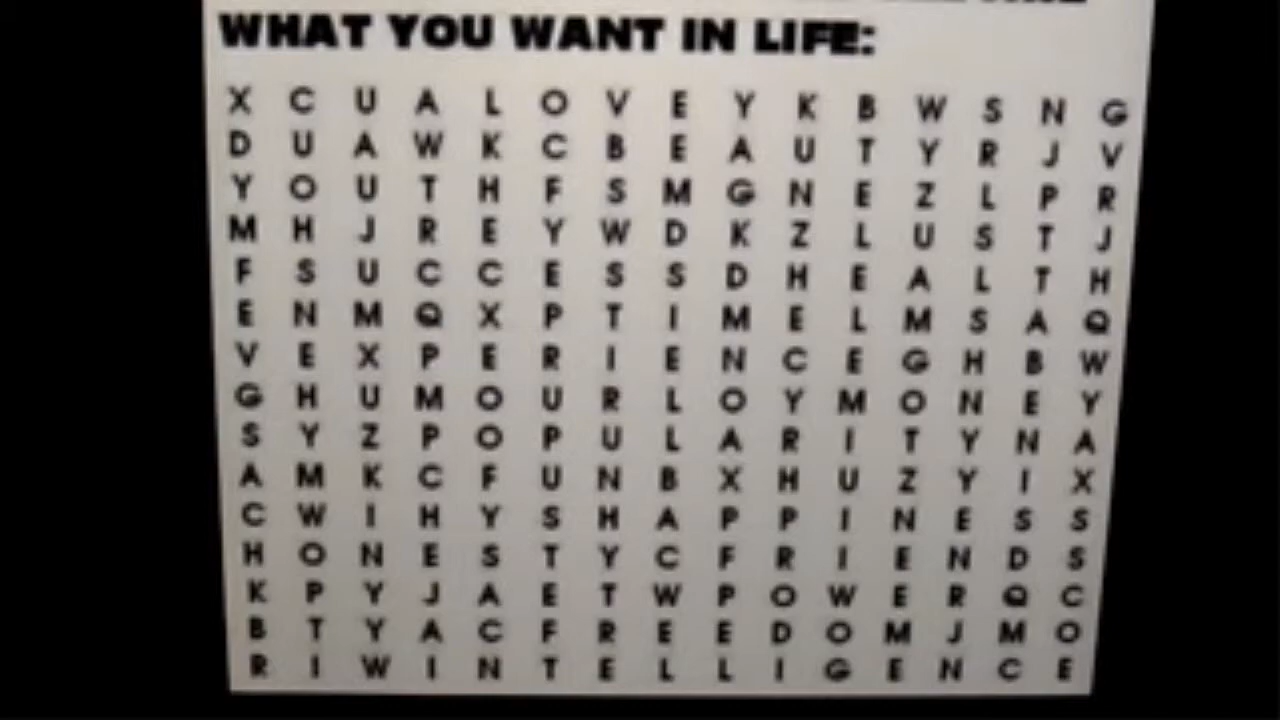 WHAT YOU WANT IN LIFE:
X C U A L O V E Y K B W S N G
D U A W K C B E A U T Y R J V
Y O U T H F S M G N E Z L P R
M H J R E Y W D K Z L U S T J
F S U C C E S S D H E A L T H
E N M Q X P T I M E L M S A Q
V E X P E R I E N C E G H B W
G H U M O U R L O Y M O N E Y
S Y Z P O P U L A R I T Y N A
A M K C F U N B X H U Z Y I X
C W I H Y S H A P P I N E S S
H O N E S T Y C F R I E N D S
K P Y J A E T W P O W E R Q C
B T Y A C F R E E D O M J M O
R I W I N T E L L I G E N C E